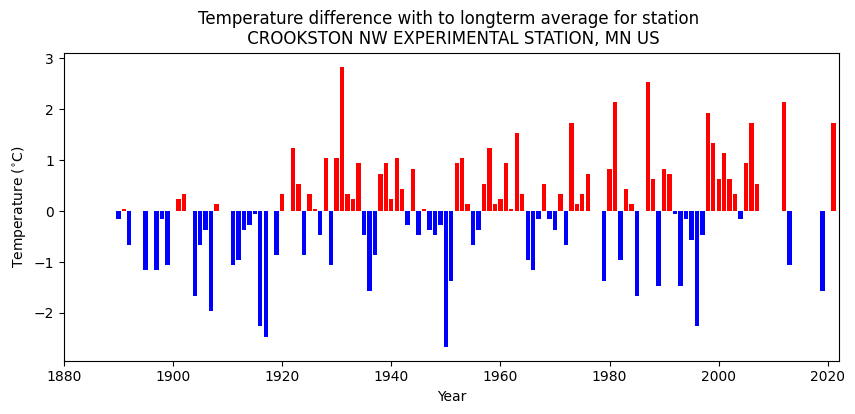 Temperature difference with to longterm average for station
CROOKSTON NW EXPERIMENTAL STATION, MN US
3
2
1
0
−1
−2
Temperature (°C)
1880 1900 1920 1940 1960 1980 2000 2020
Year